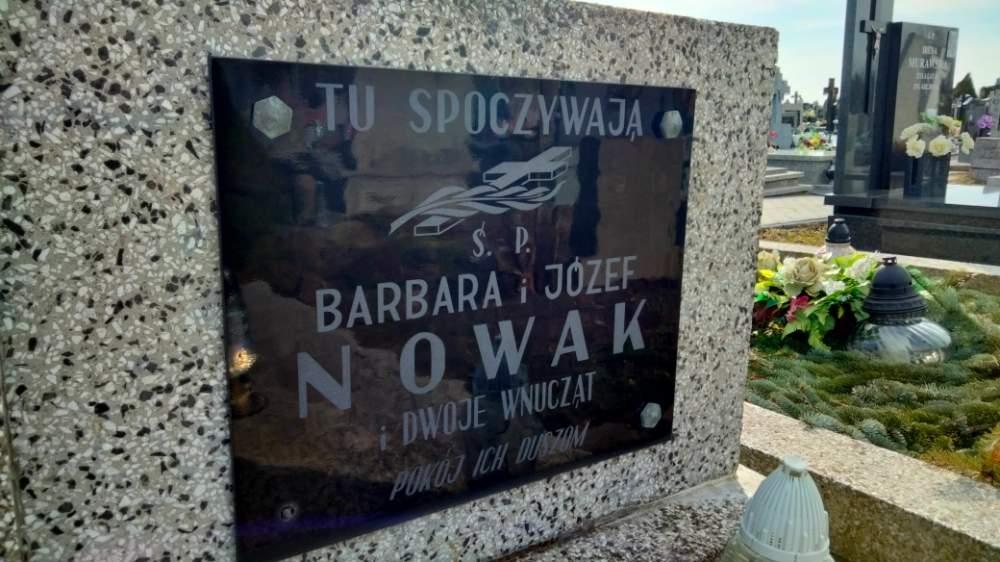 TU SPOCZYWAJĄ
Ś. P.
BARBARA i JÓZEF
NOWAK
i DWOJE WNUCZĄT
POKÓJ ICH DUSZOM